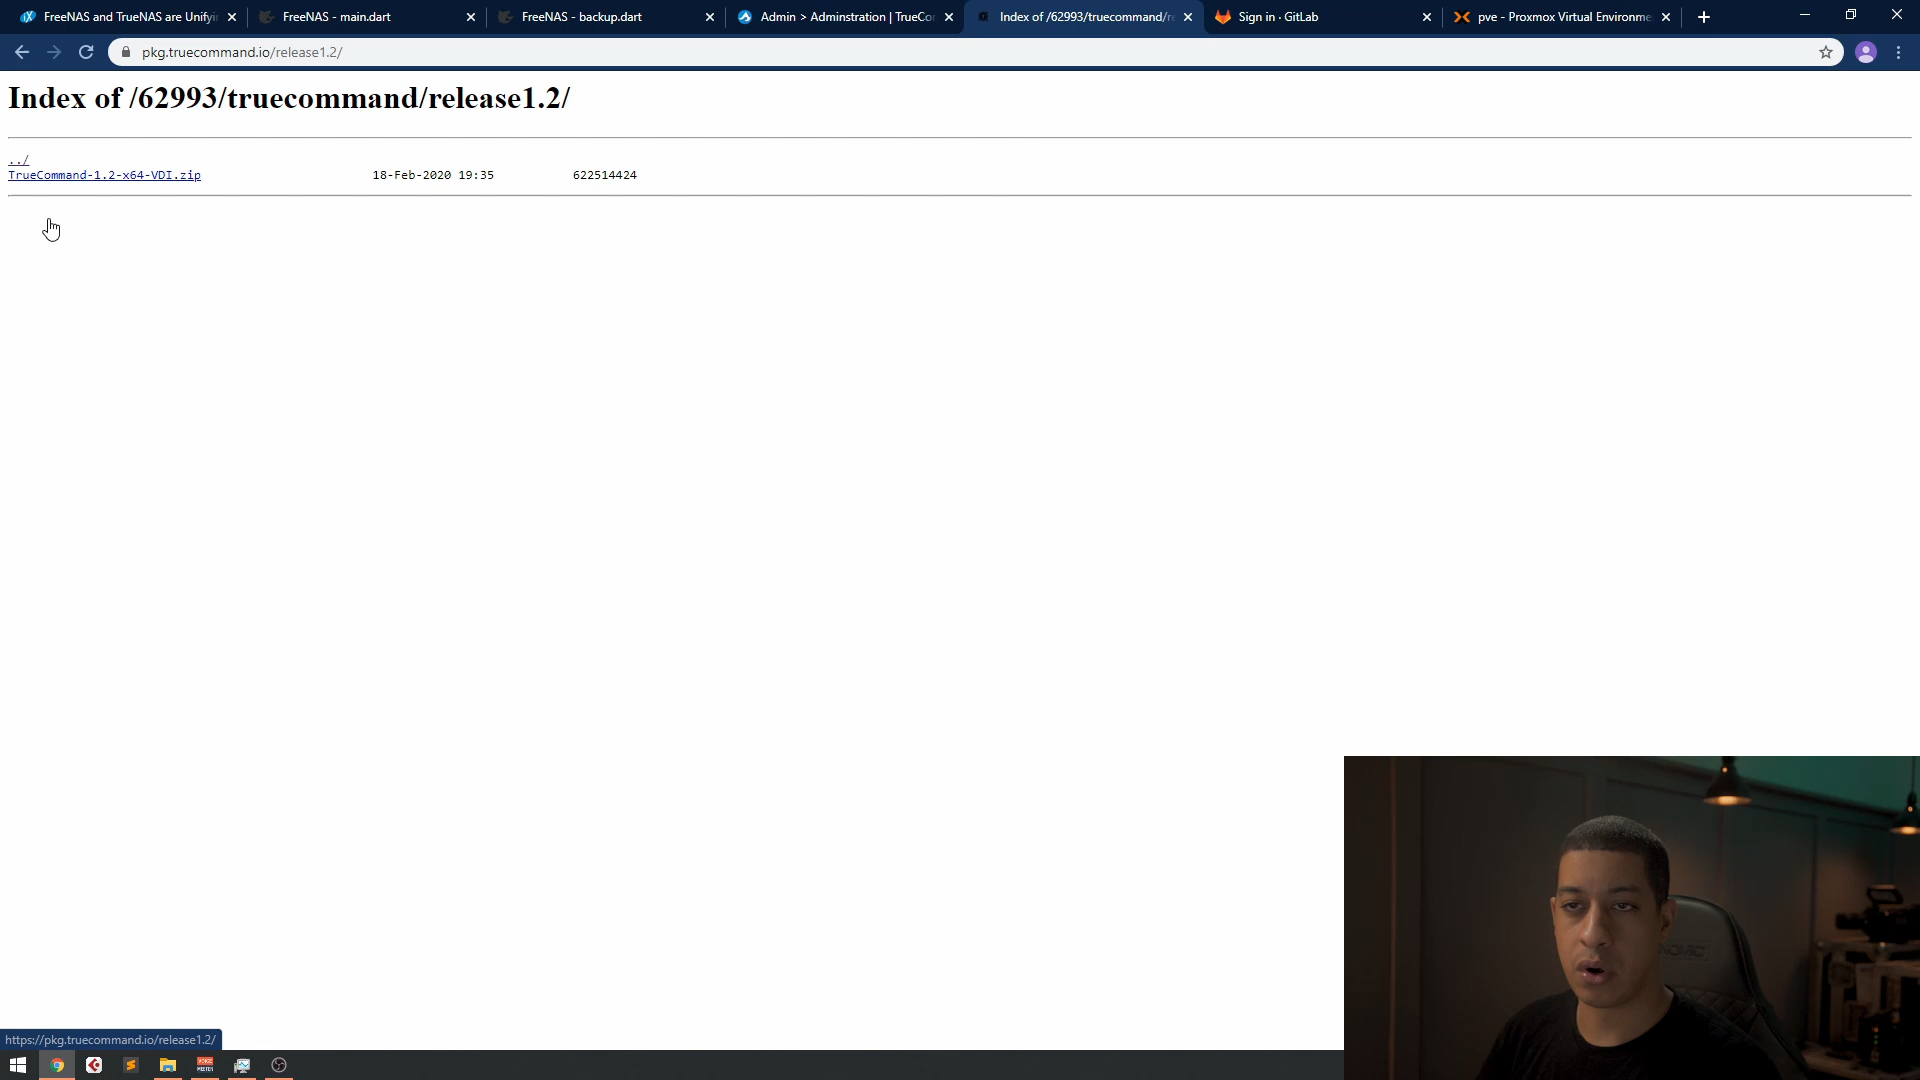 FreeNAS and TrueNAS are Unifyi
FreeNAS - main.dart
FreeNAS - backup.dart
Admin > Adminstration | TrueCo
Index of /62993/truecommand/re
Sign in · GitLab
pve - Proxmox Virtual Environme
pkg.truecommand.io/release1.2/
Index of /62993/truecommand/release1.2/
../
TrueCommand-1.2-x64-VDI.zip 18-Feb-2020 19:35 622514424
https://pkg.truecommand.io/release1.2/